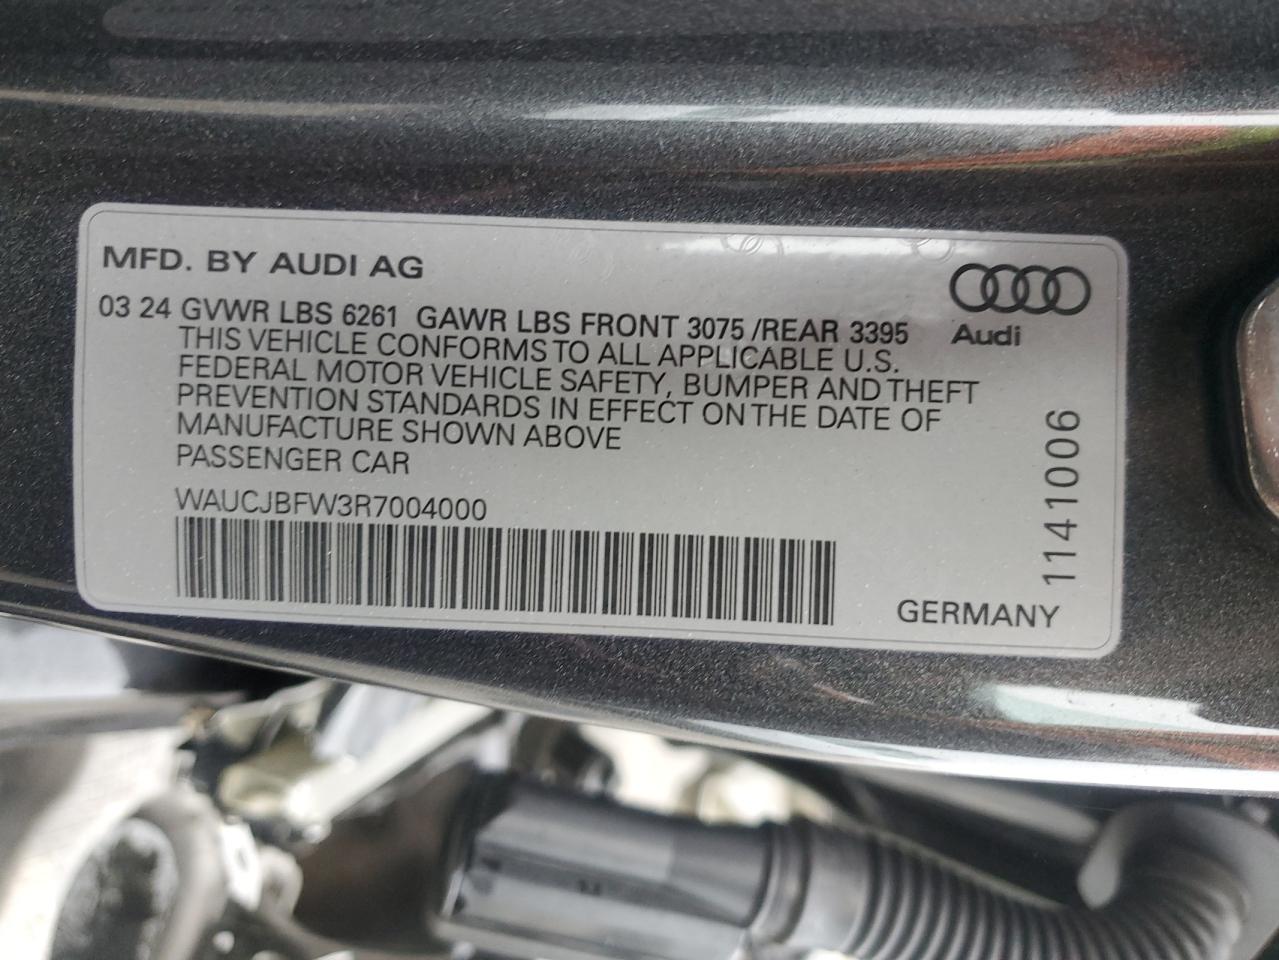 MFD. BY AUDI AG
03 24 GVWR LBS 6261 GAWR LBS FRONT 3075 /REAR 3395
THIS VEHICLE CONFORMS TO ALL APPLICABLE U.S.
FEDERAL MOTOR VEHICLE SAFETY, BUMPER AND THEFT
PREVENTION STANDARDS IN EFFECT ON THE DATE OF
MANUFACTURE SHOWN ABOVE
PASSENGER CAR
WAUCJBFW3R7004000
Audi
1141006
GERMANY